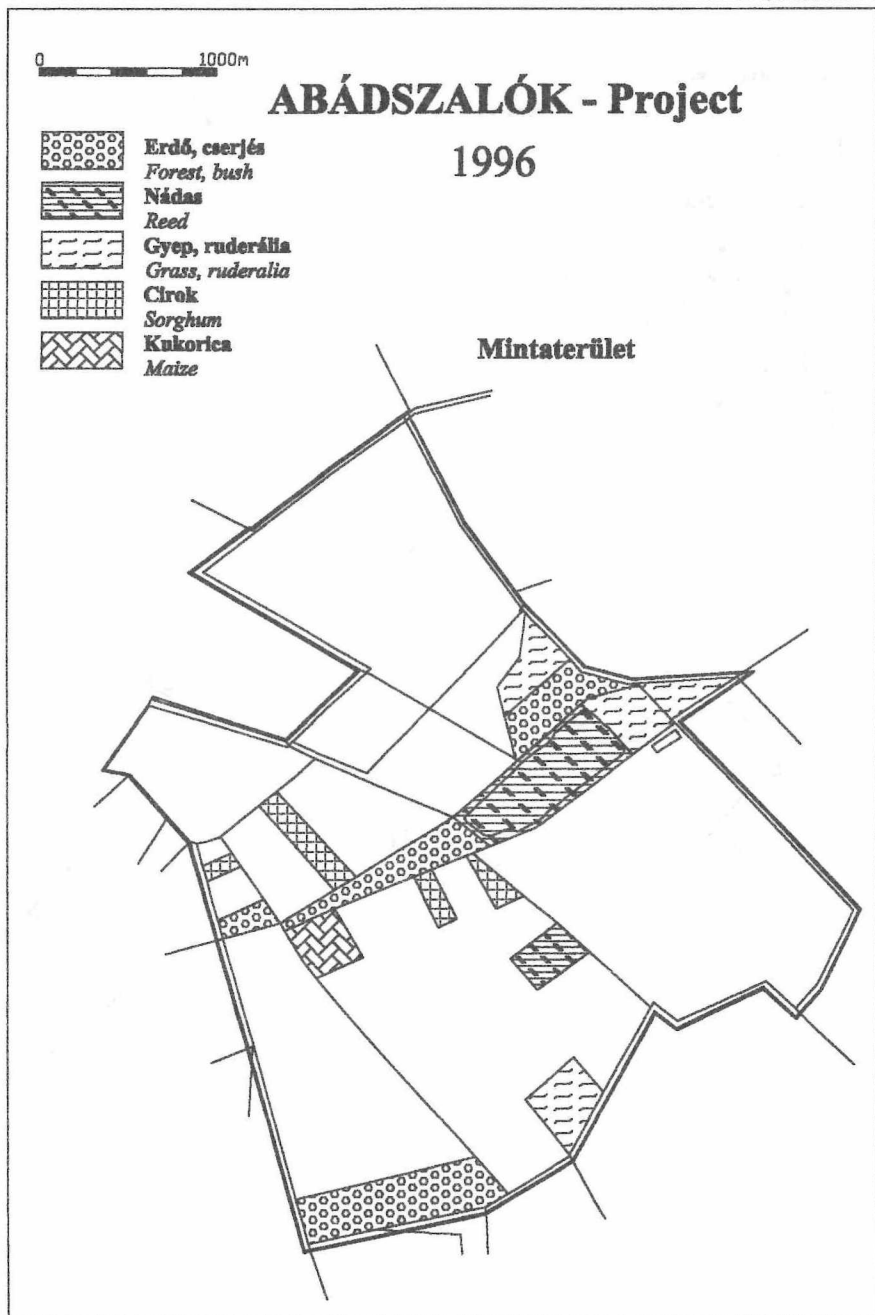 0 1000m
ABÁDSZALÓK - Project
1996
Erdő, cserjés
Forest, bush
Nádas
Reed
Gyep, ruderália
Grass, ruderalia
Cirok
Sorghum
Kukorica
Maize
Mintaterület